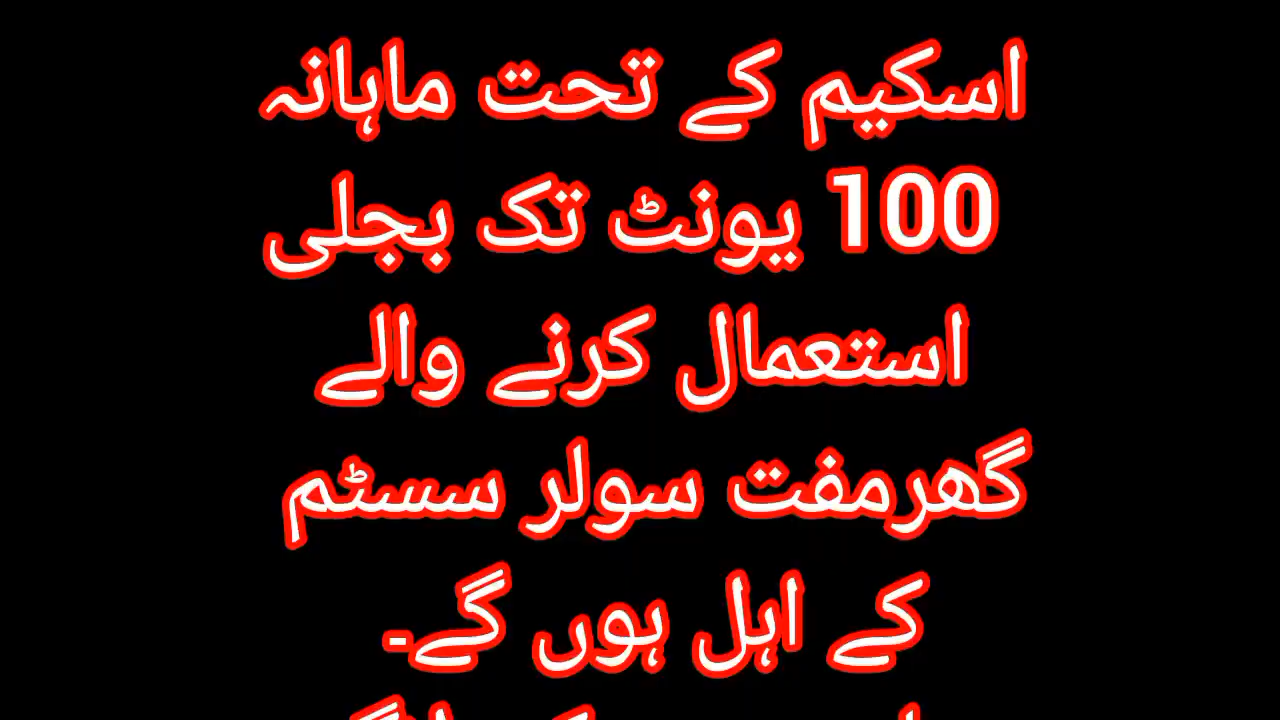 اسکیم کے تحت ماہانہ
100 یونٹ تک بجلی
استعمال کرنے والے
گھرمفت سولر سسٹم
کے اہل ہوں گے۔